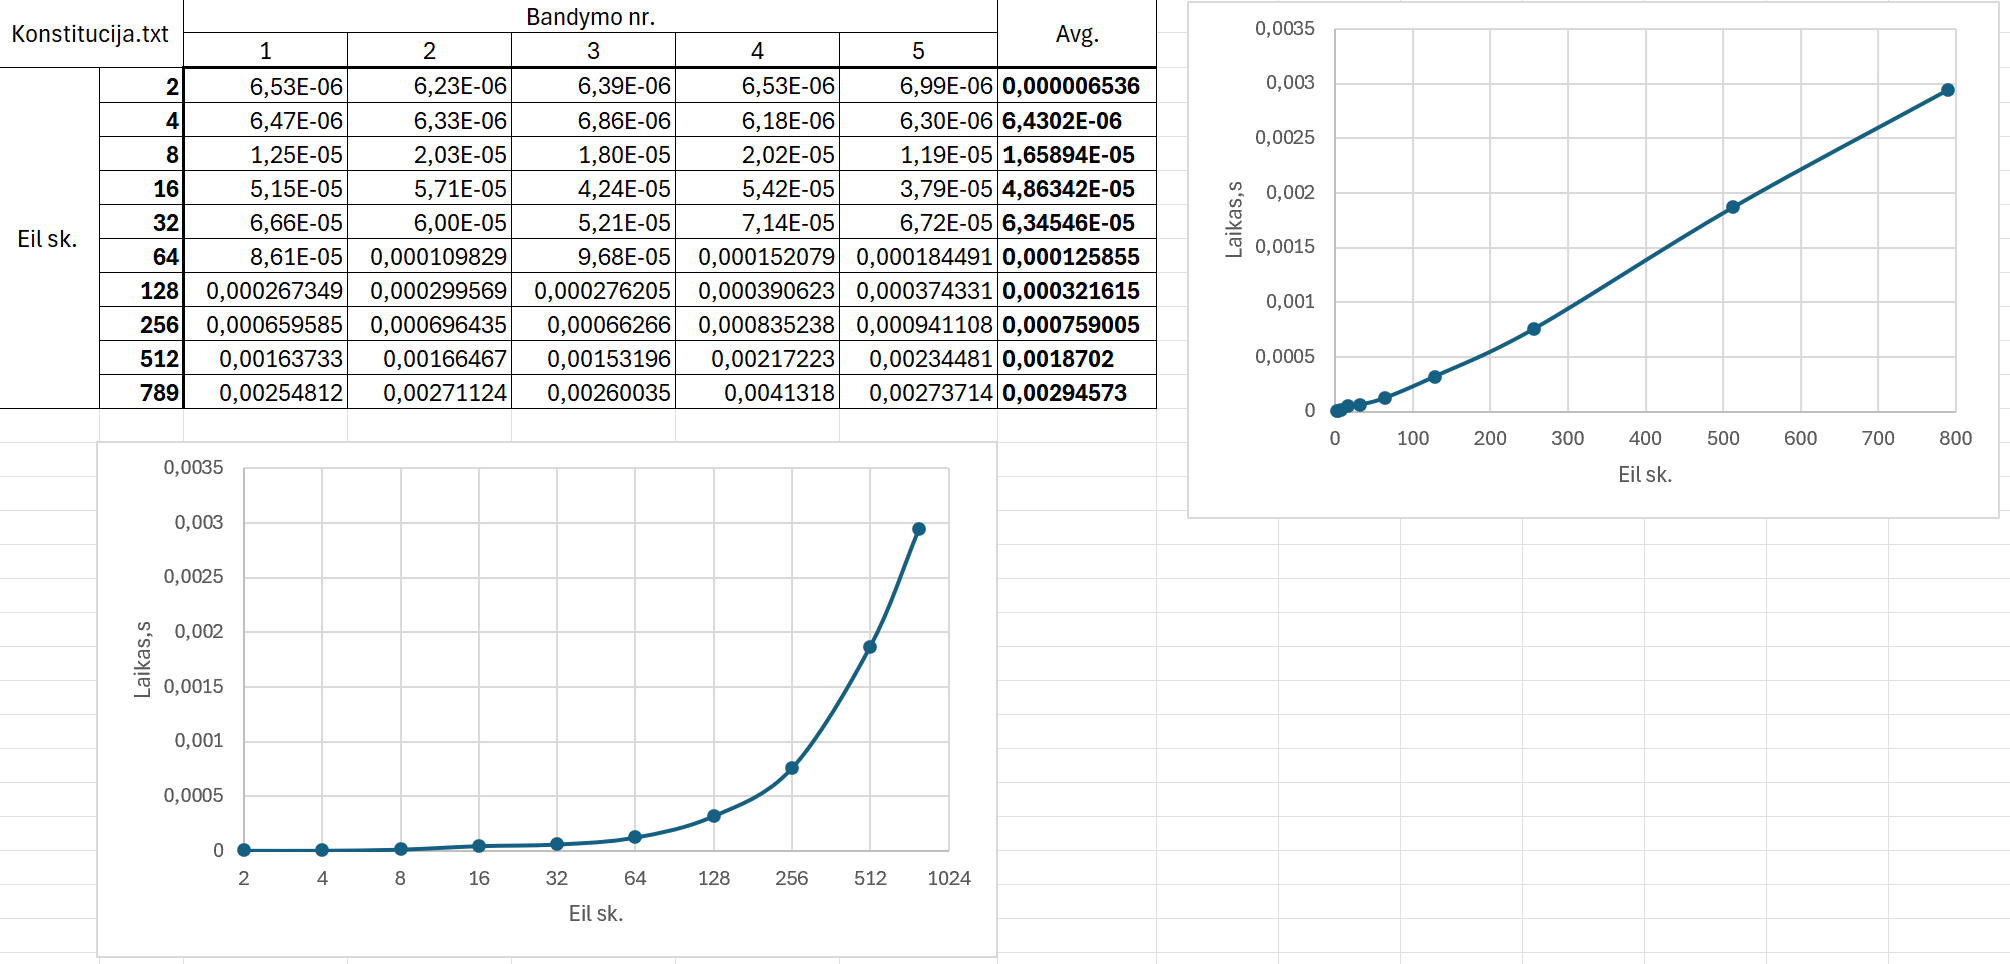 Konstitucija.txt Bandymo nr. Avg.
1 2 3 4 5
Eil sk.
2 6,53E-06 6,23E-06 6,39E-06 6,53E-06 6,99E-06 0,000006536
4 6,47E-06 6,33E-06 6,86E-06 6,18E-06 6,30E-06 6,4302E-06
8 1,25E-05 2,03E-05 1,80E-05 2,02E-05 1,19E-05 1,65894E-05
16 5,15E-05 5,71E-05 4,24E-05 5,42E-05 3,79E-05 4,86342E-05
32 6,66E-05 6,00E-05 5,21E-05 7,14E-05 6,72E-05 6,34546E-05
64 8,61E-05 0,000109829 9,68E-05 0,000152079 0,000184491 0,000125855
128 0,000267349 0,000299569 0,000276205 0,000390623 0,000374331 0,000321615
256 0,000659585 0,000696435 0,00066266 0,000835238 0,000941108 0,000759005
512 0,00163733 0,00166467 0,00153196 0,00217223 0,00234481 0,0018702
789 0,00254812 0,00271124 0,00260035 0,0041318 0,00273714 0,00294573
0,0035
0,003
0,0025
0,002
0,0015
0,001
0,0005
0
Laikas,s
0 100 200 300 400 500 600 700 800
Eil sk.
0,0035
0,003
0,0025
0,002
0,0015
0,001
0,0005
0
Laikas,s
2 4 8 16 32 64 128 256 512 1024
Eil sk.